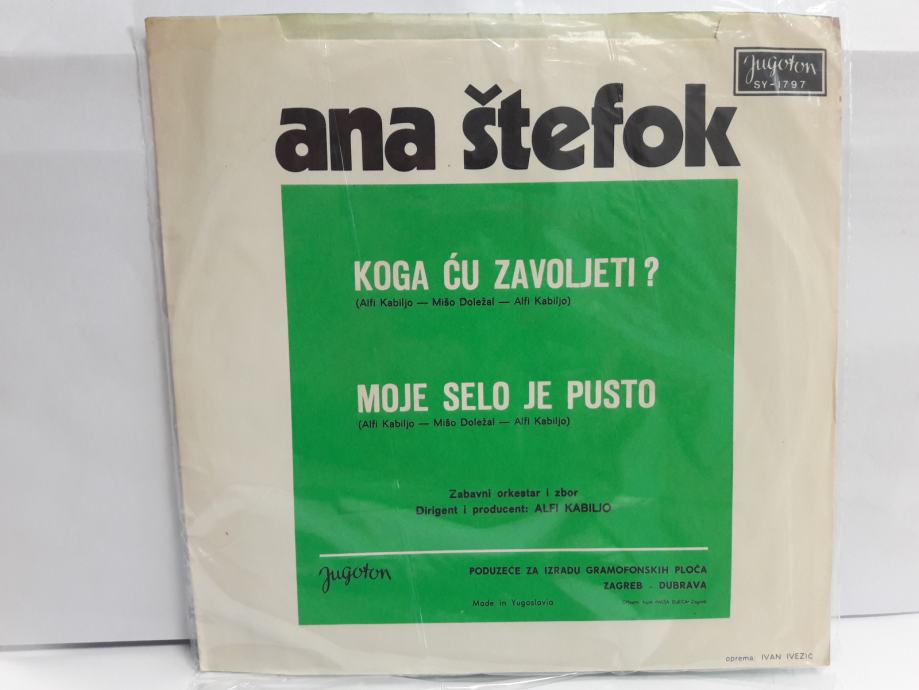 Jugoton
SY-1797
ana štefok
KOGA ĆU ZAVOLJETI?
(Alfi Kabiljo — Mišo Doležal — Alfi Kabiljo)
MOJE SELO JE PUSTO
(Alfi Kabiljo — Mišo Doležal — Alfi Kabiljo)
Zabavni orkestar i zbor
Dirigent i producent: ALFI KABILJO
Jugoton
PODUZEĆE ZA IZRADU GRAMOFONSKIH PLOČA
ZAGREB - DUBRAVA
Made in Yugoslavia
Zagreb
oprema: IVAN IVEZIĆ